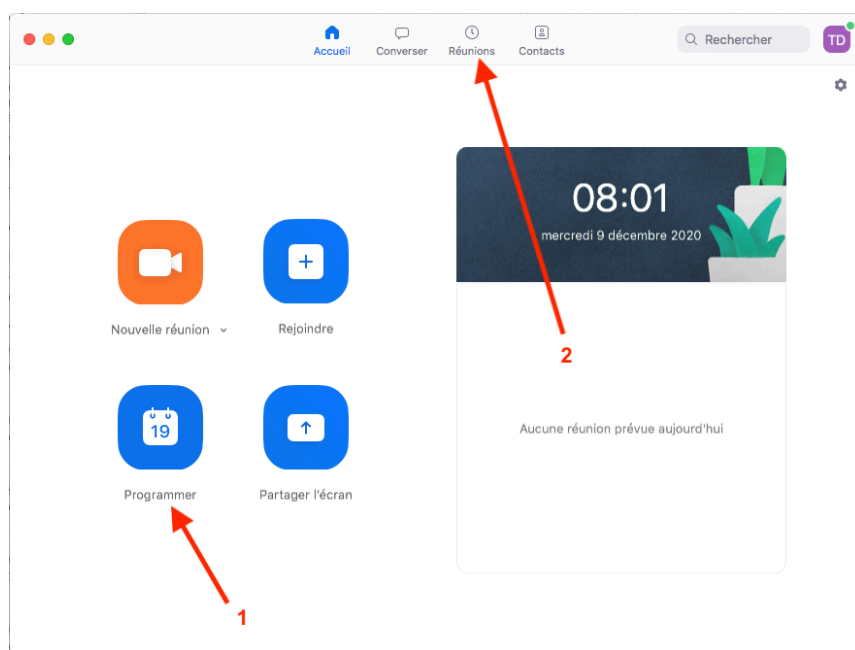 Accueil
Converser
Réunions
Contacts
Rechercher
TD
08:01
mercredi 9 décembre 2020
Nouvelle réunion
Rejoindre
2
19
Aucune réunion prévue aujourd'hui
Programmer
Partager l'écran
1